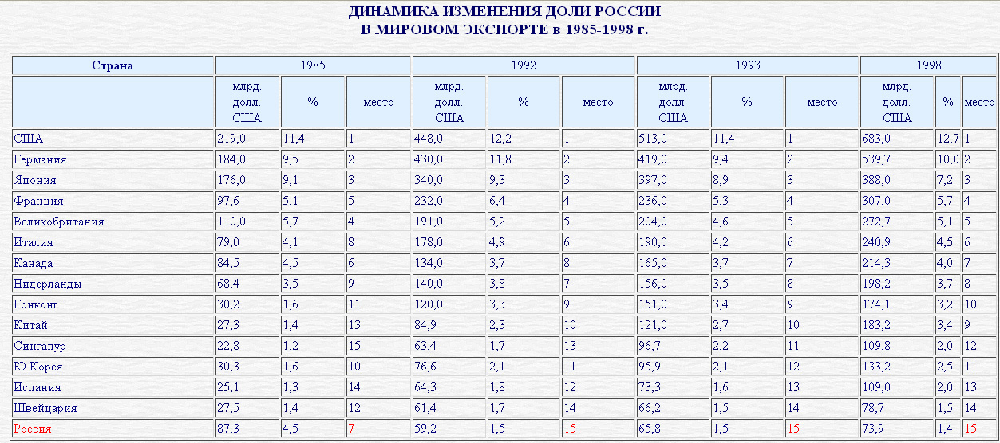 ДИНАМИКА ИЗМЕНЕНИЯ ДОЛИ РОССИИ
В МИРОВОМ ЭКСПОРТЕ в 1985-1998 г.
Страна 1985 1992 1993 1998
млрд. долл. США % место млрд. долл. США % место млрд. долл. США % место млрд. долл. США % место
США 219,0 11,4 1 448,0 12,2 1 513,0 11,4 1 683,0 12,7 1
Германия 184,0 9,5 2 430,0 11,8 2 419,0 9,4 2 539,7 10,0 2
Япония 176,0 9,1 3 340,0 9,3 3 397,0 8,9 3 388,0 7,2 3
Франция 97,6 5,1 5 232,0 6,4 4 236,0 5,3 4 307,0 5,7 4
Великобритания 110,0 5,7 4 191,0 5,2 5 204,0 4,6 5 272,7 5,1 5
Италия 79,0 4,1 8 178,0 4,9 6 190,0 4,2 6 240,9 4,5 6
Канада 84,5 4,5 6 134,0 3,7 8 165,0 3,7 7 214,3 4,0 7
Нидерланды 68,4 3,5 9 140,0 3,8 7 156,0 3,5 8 198,2 3,7 8
Гонконг 30,2 1,6 11 120,0 3,3 9 151,0 3,4 9 174,1 3,2 10
Китай 27,3 1,4 13 84,9 2,3 10 121,0 2,7 10 183,2 3,4 9
Сингапур 22,8 1,2 15 63,4 1,7 13 96,7 2,2 11 109,8 2,0 12
Ю.Корея 30,3 1,6 10 76,6 2,1 11 95,9 2,1 12 133,2 2,5 11
Испания 25,1 1,3 14 64,3 1,8 12 73,3 1,6 13 109,0 2,0 13
Швейцария 27,5 1,4 12 61,4 1,7 14 66,2 1,5 14 78,7 1,5 14
Россия 87,3 4,5 7 59,2 1,5 15 65,8 1,5 15 73,9 1,4 15